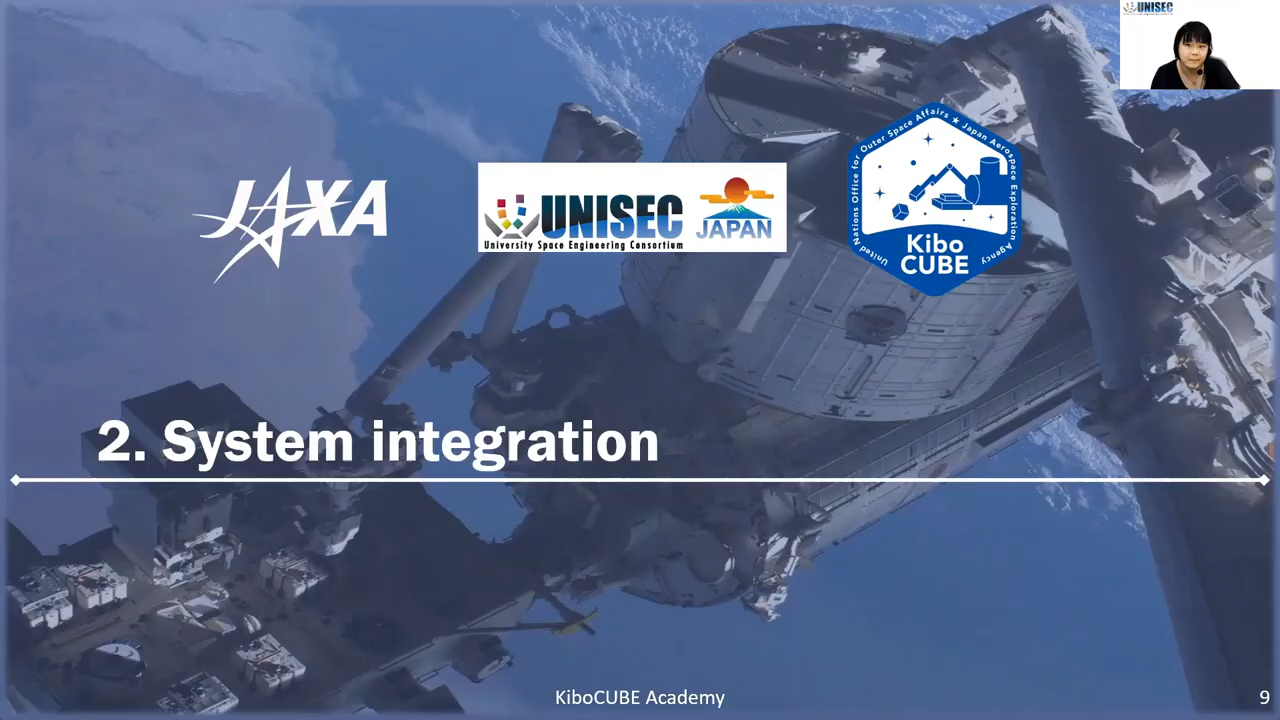 UNISEC
JAXA
UNISEC
University Space Engineering Consortium
JAPAN
United Nations Office for Outer Space Affairs ★ Japan Aerospace Exploration Agency
Kibo
CUBE
2. System integration
KiboCUBE Academy
9